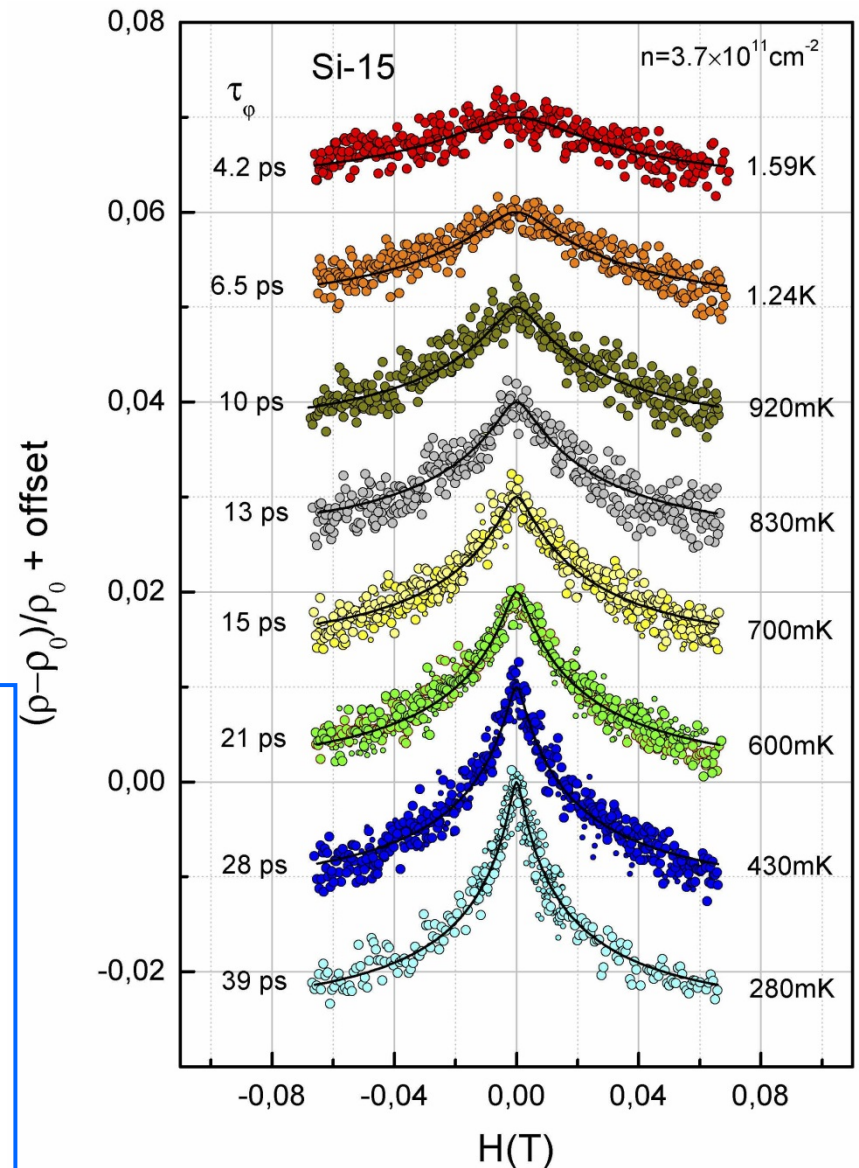 0,08
Si-15
n=3.7×10¹¹cm⁻²
τφ
4.2 ps
1.59K
0,06
6.5 ps
1.24K
10 ps
920mK
0,04
13 ps
830mK
15 ps
700mK
0,02
21 ps
600mK
0,00
28 ps
430mK
-0,02
39 ps
280mK
(ρ−ρ₀)/ρ₀ + offset
-0,08
-0,04
0,00
0,04
0,08
H(T)